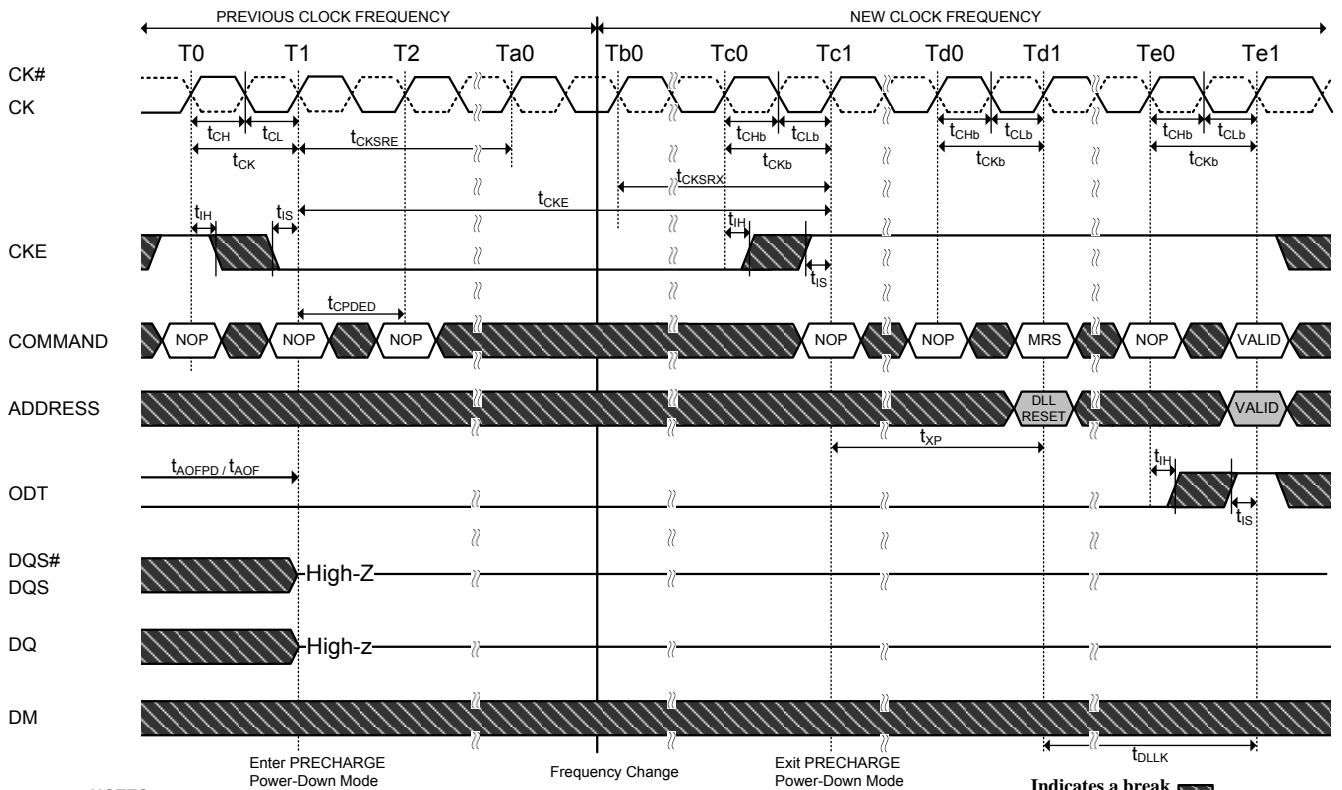 PREVIOUS CLOCK FREQUENCY NEW CLOCK FREQUENCY
T0 T1 T2 Ta0 Tb0 Tc0 Tc1 Td0 Td1 Te0 Te1
CK#
CK
tCH tCL tCHb tCLb tCHb tCLb tCHb tCLb
tCK tCKSRE tCKb tCKb tCKb
tCKSRX
tCKE
tIH tIS tIH
CKE
tIS
tCPDED
COMMAND NOP NOP NOP NOP NOP MRS NOP VALID
ADDRESS DLL RESET VALID
tXP
tAOFPD / tAOF tIH
ODT
tIS
DQS#
DQS
High-Z
DQ High-z
DM
tDLLK
Enter PRECHARGE
Power-Down Mode
Frequency Change
Exit PRECHARGE
Power-Down Mode
Indicates a break